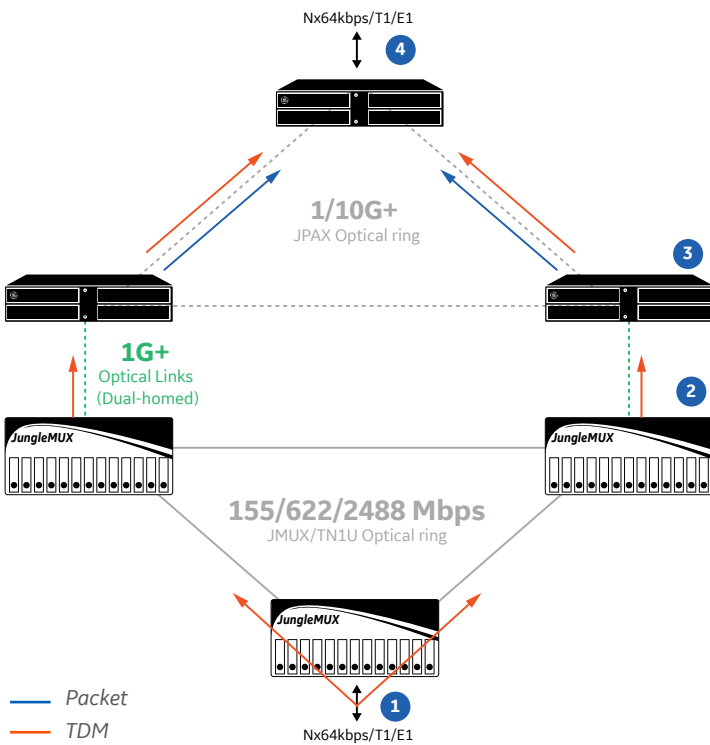 Nx64kbps/T1/E1
4
1/10G+
JPAX Optical ring
3
1G+
Optical Links
(Dual-homed)
2
JungleMUX
JungleMUX
155/622/2488 Mbps
JMUX/TN1U Optical ring
JungleMUX
Packet
1
TDM
Nx64kbps/T1/E1